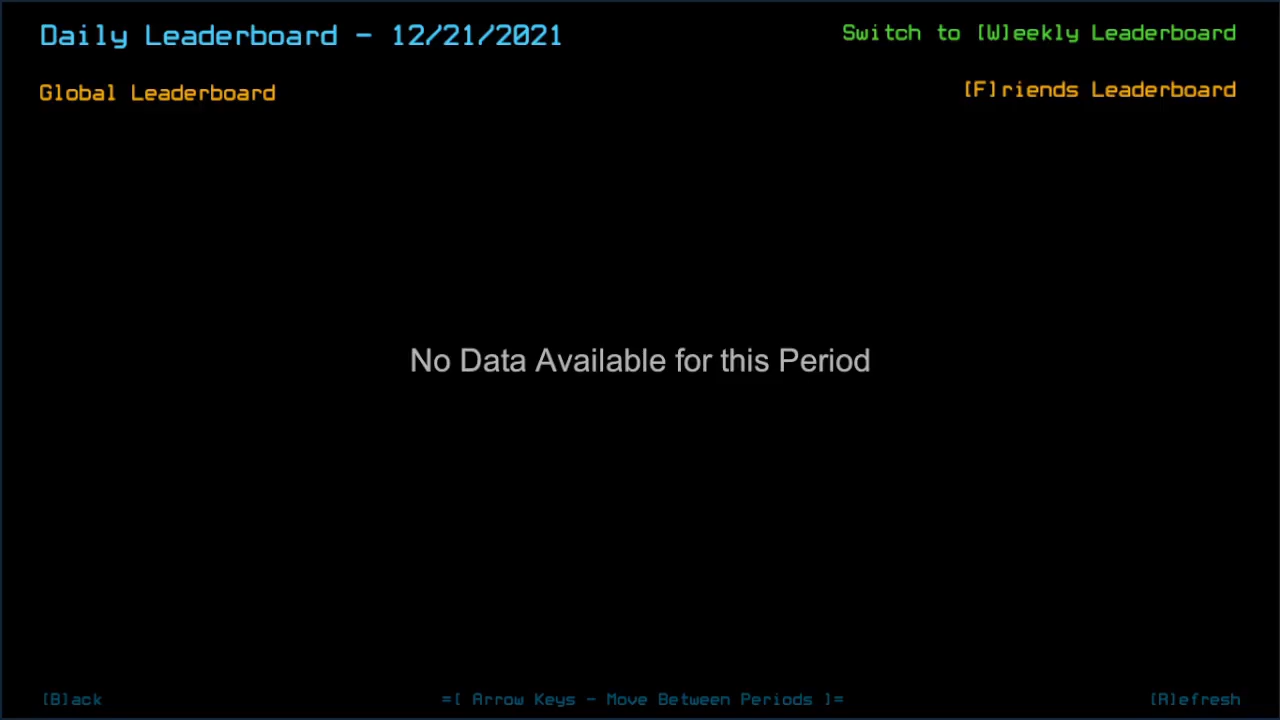 Daily Leaderboard - 12/21/2021
Switch to [W]eekly Leaderboard
Global Leaderboard
[F]riends Leaderboard
No Data Available for this Period
[B]ack
=[ Arrow Keys - Move Between Periods ]=
[R]efresh